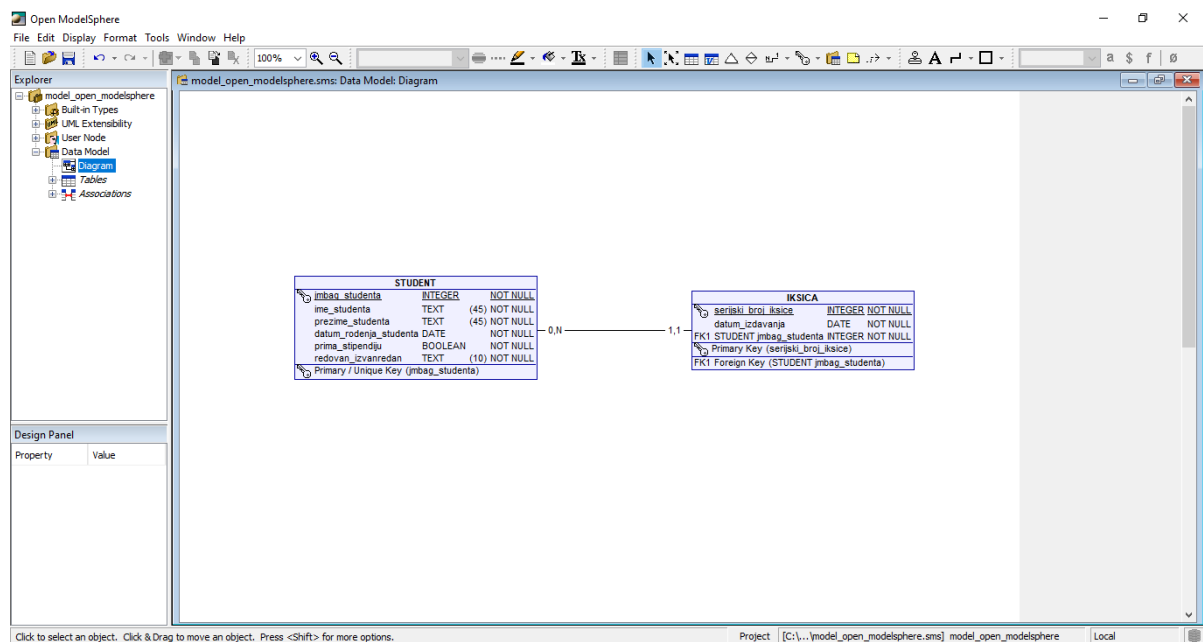 Open ModelSphere
File Edit Display Format Tools Window Help
100%
a $ f ø
Explorer
model_open_modelsphere
Built-in Types
UML Extensibility
User Node
Data Model
Diagram
Tables
Associations
Design Panel
Property Value
model_open_modelsphere.sms: Data Model: Diagram
STUDENT
jmbag_studenta INTEGER NOT NULL
ime_studenta TEXT (45) NOT NULL
prezime_studenta TEXT (45) NOT NULL
datum_rodenja_studenta DATE NOT NULL
prima_stipendiju BOOLEAN NOT NULL
redovan_izvanredan TEXT (10) NOT NULL
Primary / Unique Key (jmbag_studenta)
0,N 1,1
IKSICA
serijski_broj_iksice INTEGER NOT NULL
datum_izdavanja DATE NOT NULL
FK1 STUDENT jmbag_studenta INTEGER NOT NULL
Primary Key (serijski_broj_iksice)
FK1 Foreign Key (STUDENT jmbag_studenta)
Click to select an object. Click & Drag to move an object. Press <Shift> for more options.
Project [C:\...\model_open_modelsphere.sms] model_open_modelsphere Local